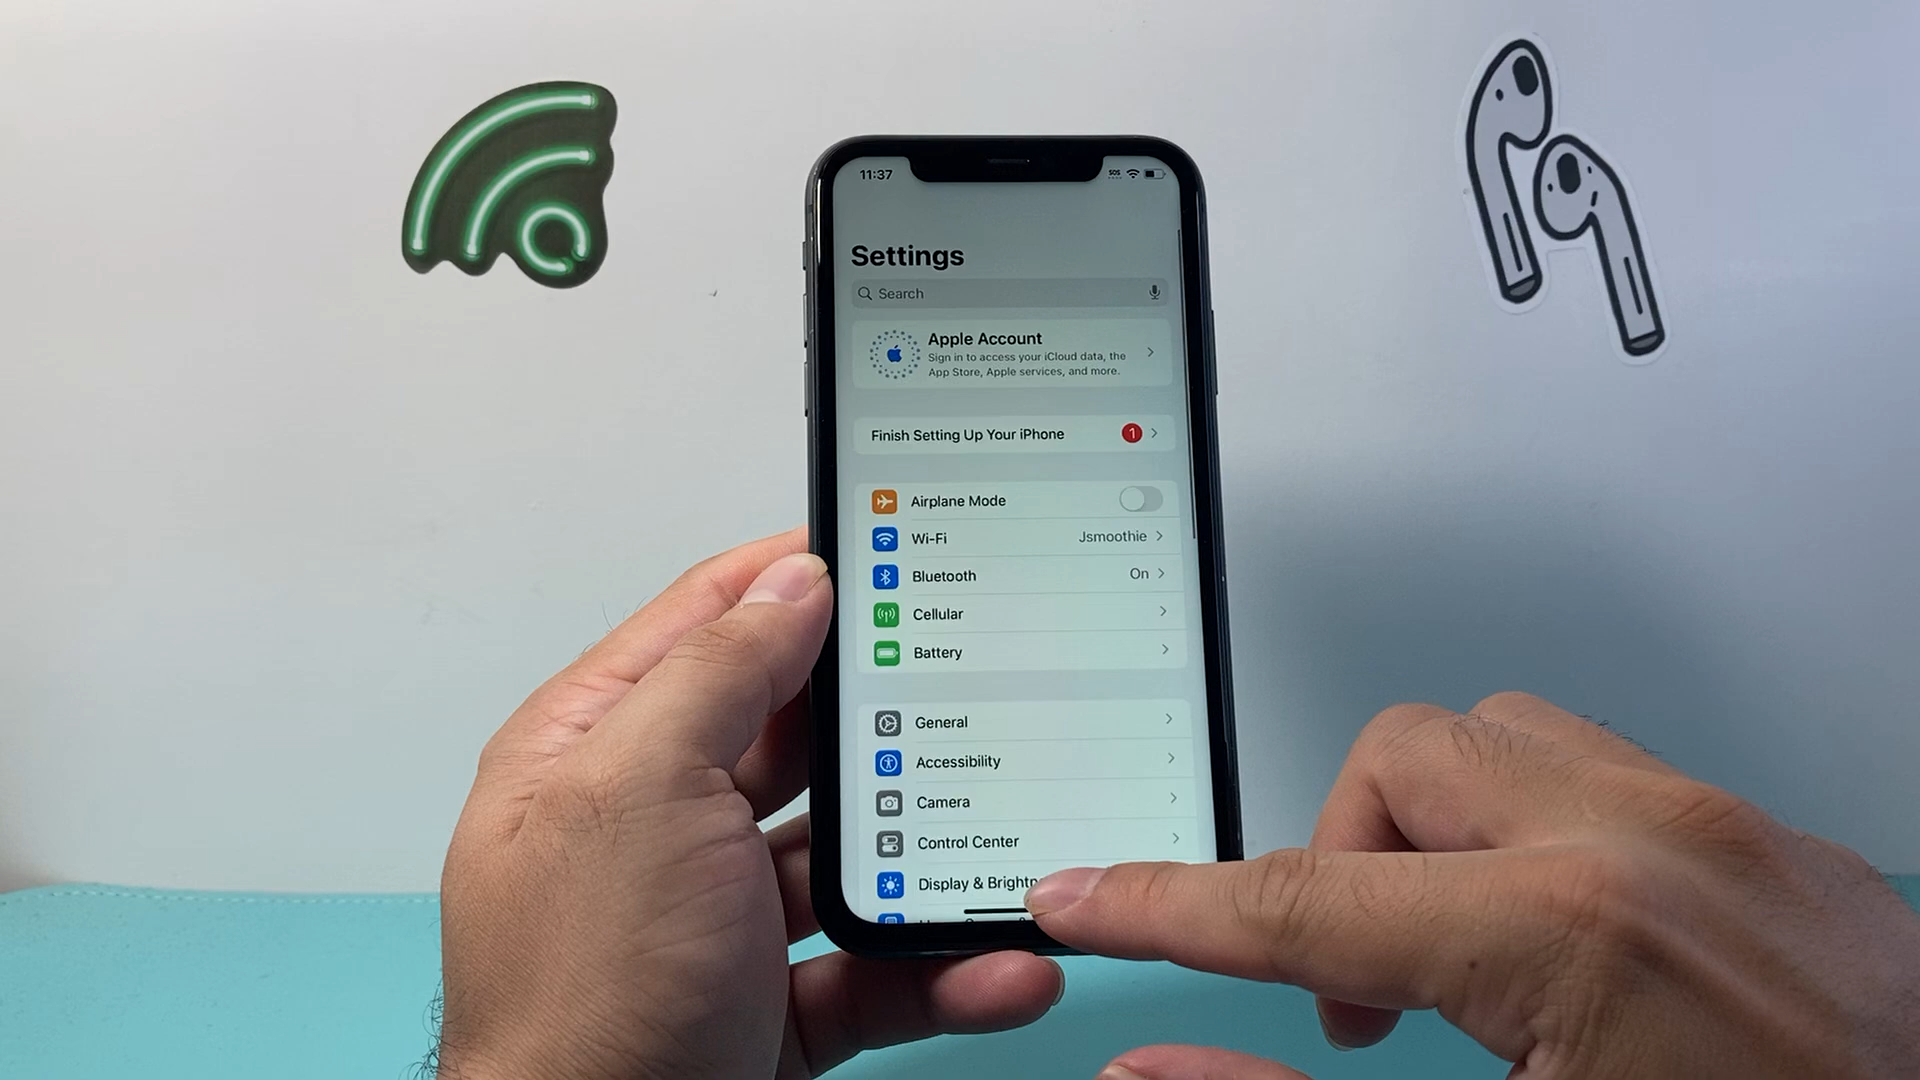 11:37
SOS
Settings
Search
Apple Account
Sign in to access your iCloud data, the
App Store, Apple services, and more.
Finish Setting Up Your iPhone 1
Airplane Mode
Wi-Fi Jsmoothie
Bluetooth On
Cellular
Battery
General
Accessibility
Camera
Control Center
Display &